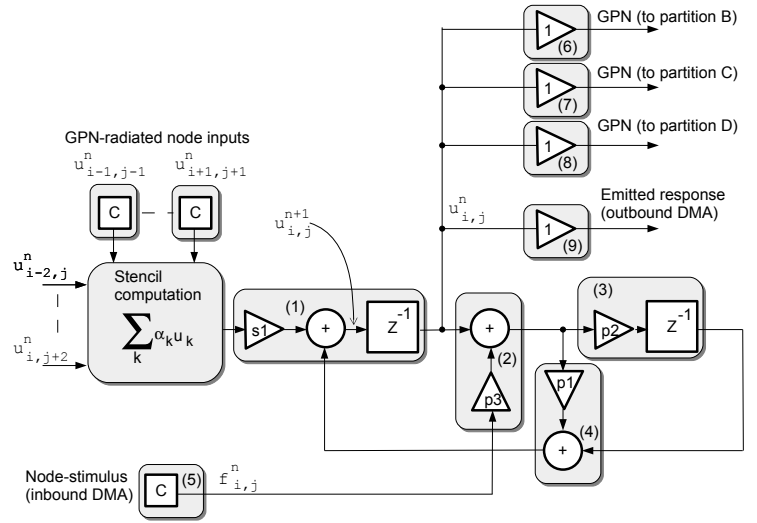 GPN (to partition B)
1
(6)
GPN (to partition C)
1
(7)
GPN (to partition D)
1
(8)
GPN-radiated node inputs
u^n_{i-1,j-1}
u^n_{i+1,j+1}
C
C
Emitted response
(outbound DMA)
u^n_{i,j}
1
(9)
u^{n+1}_{i,j}
u^n_{i-2,j}
u^n_{i,j+2}
Stencil
computation
∑_k α_k u_k
s1
(1)
+
Z^{-1}
+
(2)
p3
(3)
p2
Z^{-1}
p1
(4)
+
Node-stimulus
(inbound DMA)
C
(5)
f^n_{i,j}